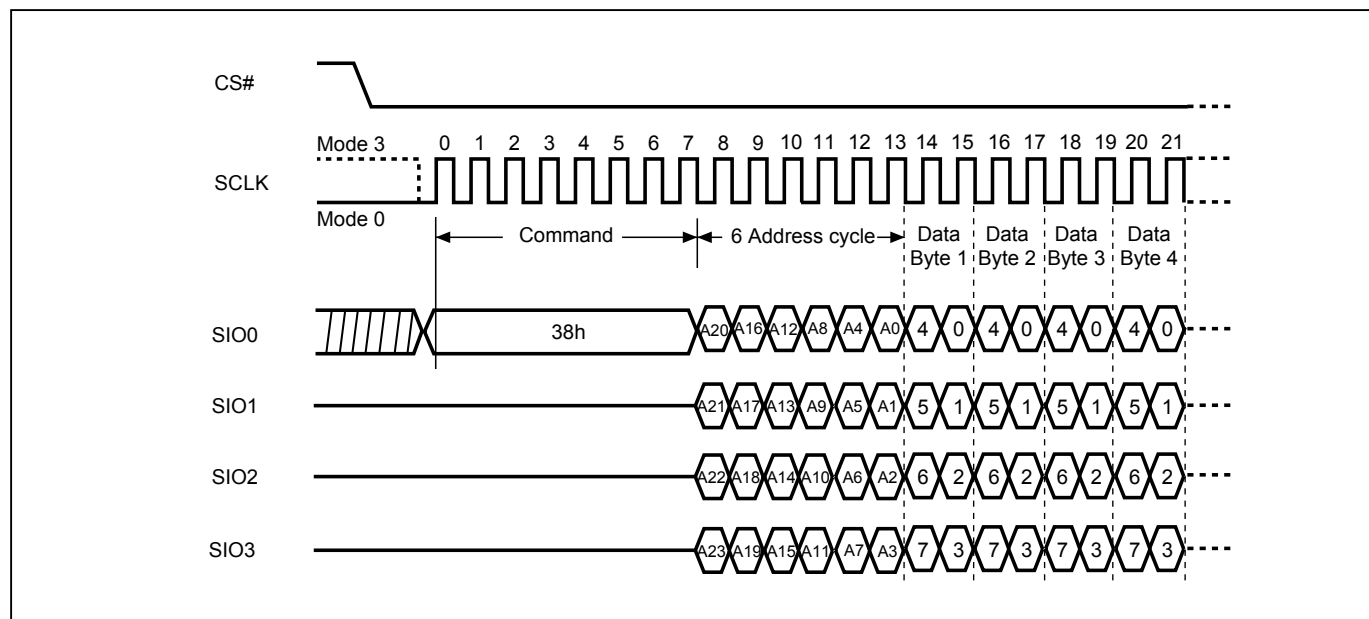 CS#
Mode 3
0 1 2 3 4 5 6 7 8 9 10 11 12 13 14 15 16 17 18 19 20 21
SCLK
Mode 0
Command
6 Address cycle
Data Byte 1
Data Byte 2
Data Byte 3
Data Byte 4
SIO0 38h A20 A16 A12 A8 A4 A0 4 0 4 0 4 0 4 0
SIO1 A21 A17 A13 A9 A5 A1 5 1 5 1 5 1 5 1
SIO2 A22 A18 A14 A10 A6 A2 6 2 6 2 6 2 6 2
SIO3 A23 A19 A15 A11 A7 A3 7 3 7 3 7 3 7 3